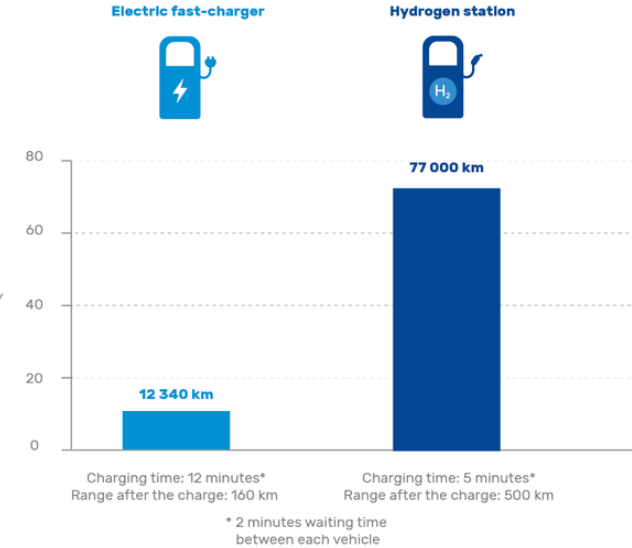 Electric fast-charger
Hydrogen station
H₂
80
60
40
20
0
77 000 km
12 340 km
Charging time: 12 minutes*
Range after the charge: 160 km
Charging time: 5 minutes*
Range after the charge: 500 km
* 2 minutes waiting time
between each vehicle